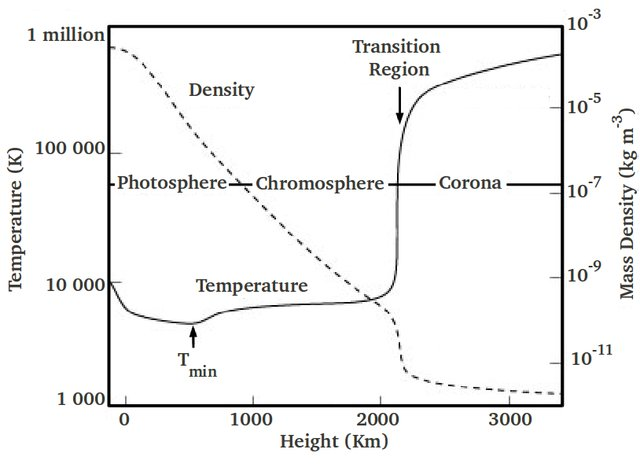 10⁻³
1 million
Transition
Region
Density
10⁻⁵
100 000
Photosphere
Chromosphere
Corona
10⁻⁷
Temperature (K)
Mass Density (kg m⁻³)
10⁻⁹
10 000
Temperature
T min
10⁻¹¹
1 000
0
1000
2000
3000
Height (Km)